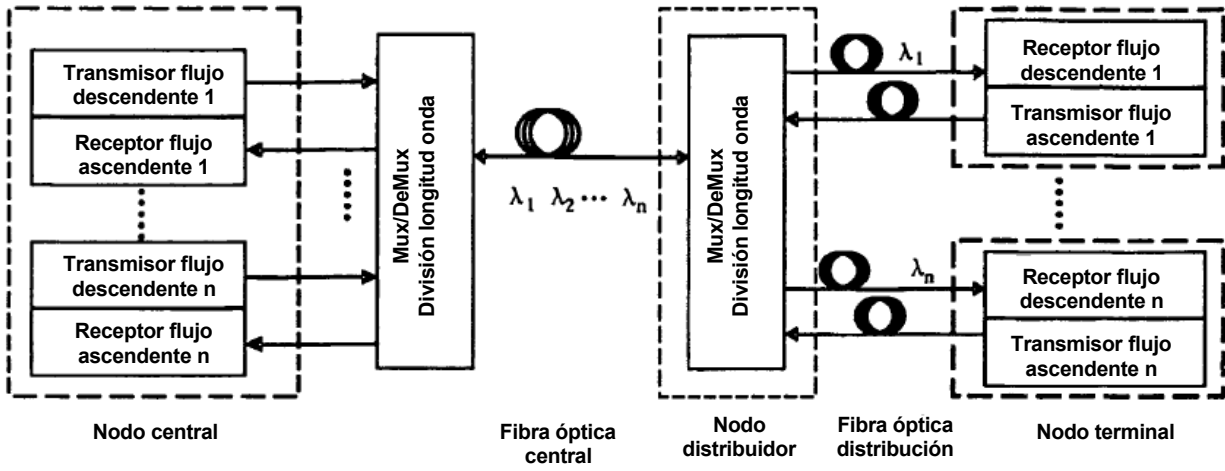 Transmisor flujo
descendente 1
Receptor flujo
ascendente 1
Transmisor flujo
descendente n
Receptor flujo
ascendente n
Nodo central
Mux/DeMux
División longitud onda
λ1 λ2 ··· λn
Fibra óptica
central
Mux/DeMux
División longitud onda
Nodo
distribuidor
λ1
λn
Fibra óptica
distribución
Receptor flujo
descendente 1
Transmisor flujo
ascendente 1
Receptor flujo
descendente n
Transmisor flujo
ascendente n
Nodo terminal